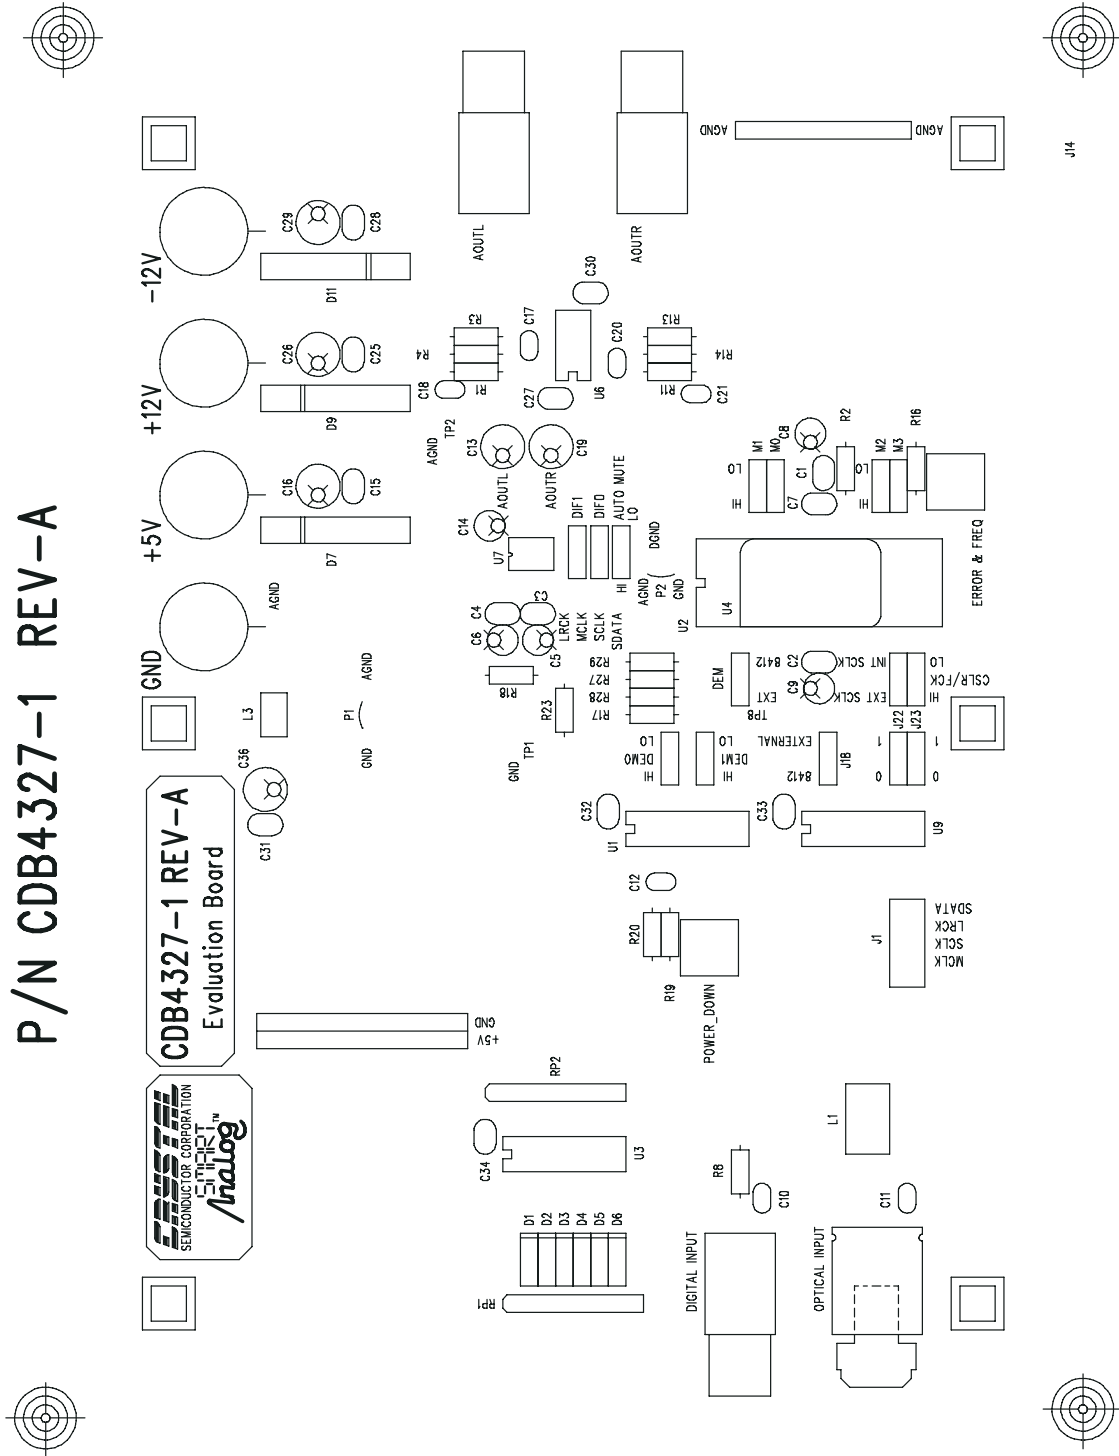 P/N CDB4327-1 REV-A
CRYSTAL
SEMICONDUCTOR CORPORATION
SMART
Analog™
CDB4327-1 REV-A
Evaluation Board
GND
+5V
+12V
-12V
AGND
D7
C16
C15
D9
C26
C25
D11
C29
C28
C36
C31
L3
P1
GND
AGND
+5V
GND
AOUTL
AOUTR
AGND
AGND
J14
C30
C17
C20
U6
C27
R3
R4
R1
C18
R13
R14
R11
C21
AGND
TP2
C13
C19
AOUTL
AOUTR
C14
U7
DIF1
DIF0
AUTO MUTE
LO
HI
DGND
AGND
P2
GND
C4
C3
C6
C5
LRCK
MCLK
SCLK
SDATA
R18
R23
GND
TP1
R29
R27
R28
R17
U2
U4
M1
M0
LO
HI
C8
C1
C7
R2
M2
M3
LO
HI
R16
ERROR & FREQ
DEM
8412
EXT
TP8
C2
C9
INT SCLK
EXT SCLK
LO
HI
CSLR/FCK
J22
J23
1
0
1
0
LO
DEM0
HI
LO
DEM1
HI
EXTERNAL
8412
J18
C32
U1
C33
U9
C12
R20
R19
POWER_DOWN
J1
SDATA
LRCK
SCLK
MCLK
RP2
C34
U3
D1
D2
D3
D4
D5
D6
RP1
R8
C10
DIGITAL INPUT
L1
C11
OPTICAL INPUT